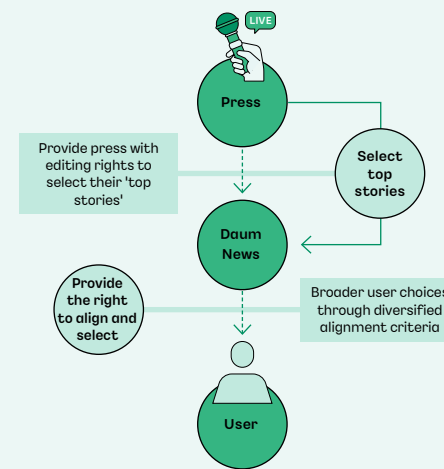 LIVE
Press
Provide press with
editing rights to
select their 'top
stories'
Select
top
stories
Daum
News
Provide
the right
to align and
select
Broader user choices
through diversified
alignment criteria
User